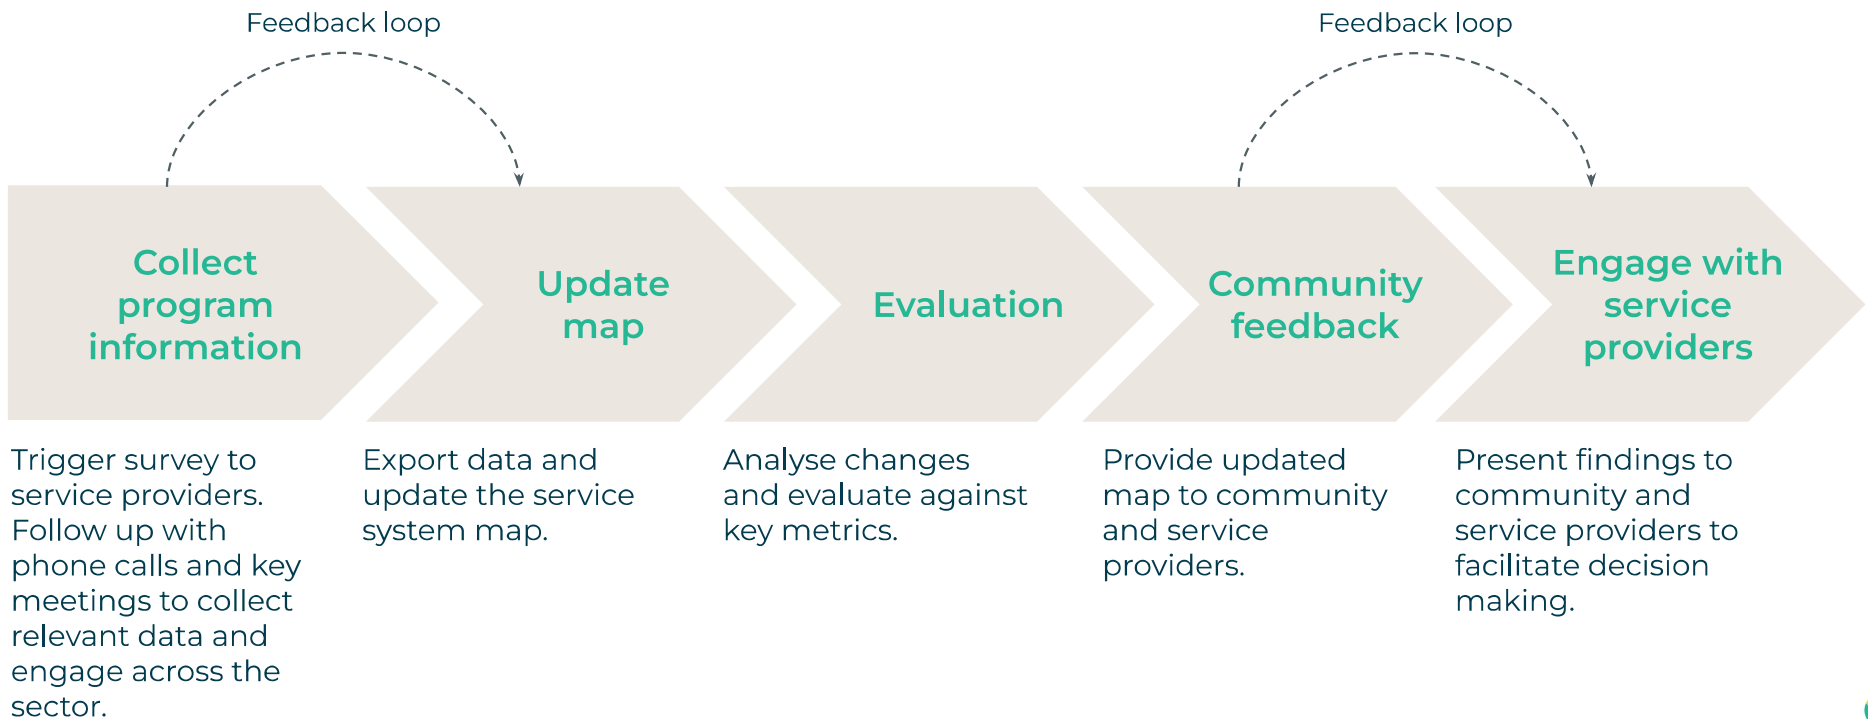 Feedback loop
Feedback loop
Collect
program
information
Update
map
Evaluation
Community
feedback
Engage with
service
providers
Trigger survey to
service providers.
Follow up with
phone calls and key
meetings to collect
relevant data and
engage across the
sector.
Export data and
update the service
system map.
Analyse changes
and evaluate against
key metrics.
Provide updated
map to community
and service
providers.
Present findings to
community and
service providers to
facilitate decision
making.